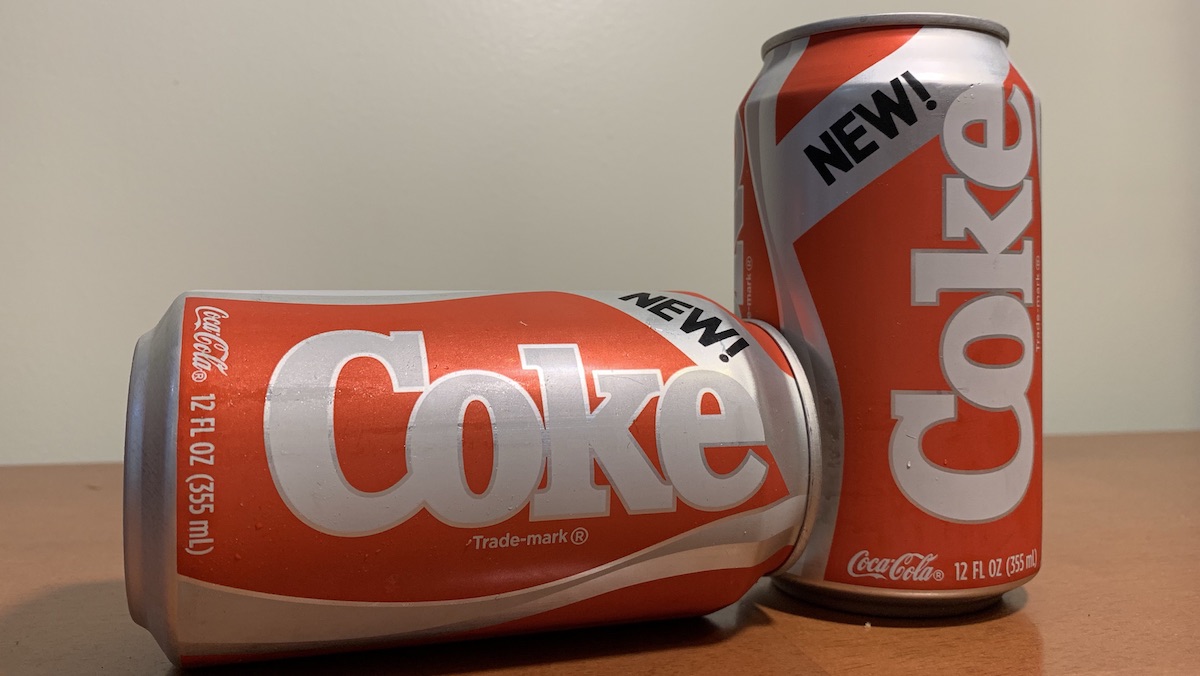 NEW!
Coke
Trade-mark ®
Coca-Cola® 12 FL OZ (355 mL)
NEW!
Coke
Trade-mark ®
Coca-Cola® 12 FL OZ (355 mL)
-mark ®